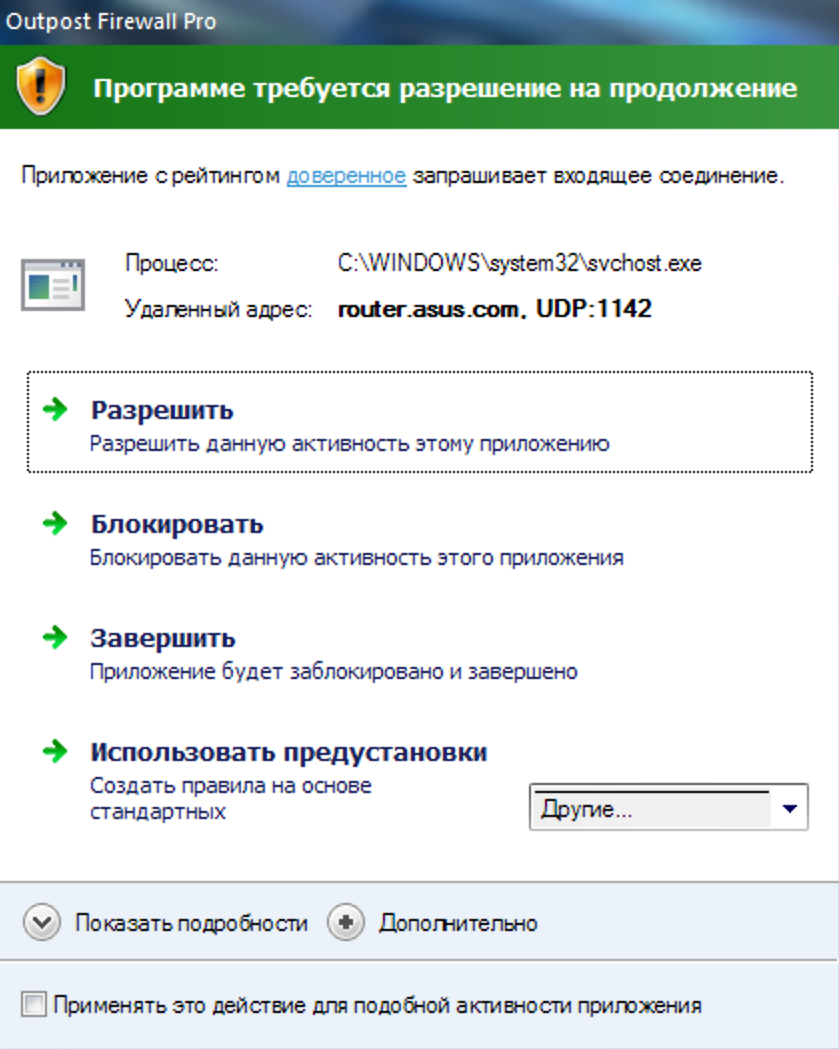 Outpost Firewall Pro
Программе требуется разрешение на продолжение
Приложение с рейтингом доверенное запрашивает входящее соединение.
Процесс: C:\WINDOWS\system32\svchost.exe
Удаленный адрес: router.asus.com, UDP:1142
Разрешить
Разрешить данную активность этому приложению
Блокировать
Блокировать данную активность этого приложения
Завершить
Приложение будет заблокировано и завершено
Использовать предустановки
Создать правила на основе
стандартных
Другие...
Показать подробности Дополнительно
Применять это действие для подобной активности приложения